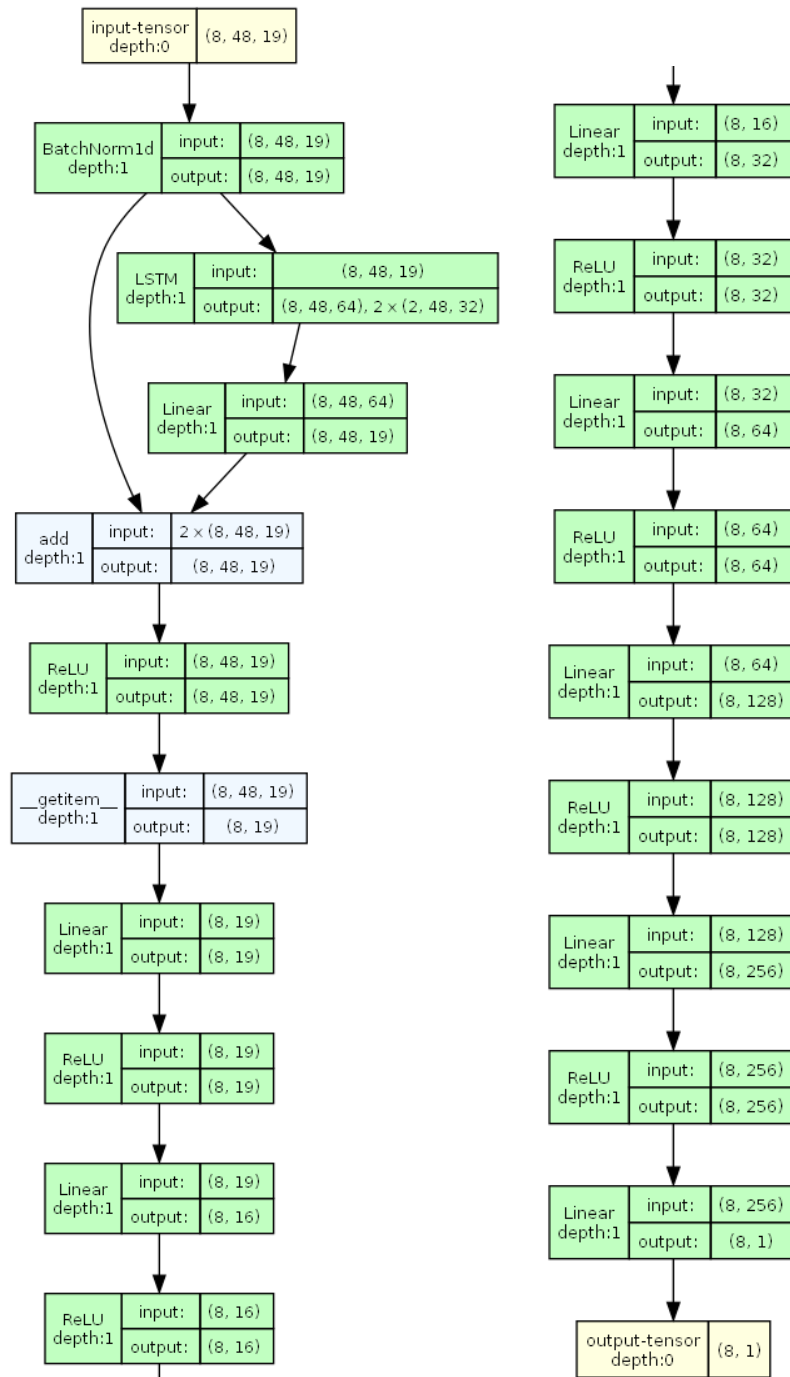 input-tensor
depth:0
(8, 48, 19)
BatchNorm1d
depth:1
input:
(8, 48, 19)
output:
(8, 48, 19)
LSTM
depth:1
input:
(8, 48, 19)
output:
(8, 48, 64), 2 x (2, 48, 32)
Linear
depth:1
input:
(8, 48, 64)
output:
(8, 48, 19)
add
depth:1
input:
2 x (8, 48, 19)
output:
(8, 48, 19)
ReLU
depth:1
input:
(8, 48, 19)
output:
(8, 48, 19)
__getitem__
depth:1
input:
(8, 48, 19)
output:
(8, 19)
Linear
depth:1
input:
(8, 19)
output:
(8, 19)
ReLU
depth:1
input:
(8, 19)
output:
(8, 19)
Linear
depth:1
input:
(8, 19)
output:
(8, 16)
ReLU
depth:1
input:
(8, 16)
output:
(8, 16)
Linear
depth:1
input:
(8, 16)
output:
(8, 32)
ReLU
depth:1
input:
(8, 32)
output:
(8, 32)
Linear
depth:1
input:
(8, 32)
output:
(8, 64)
ReLU
depth:1
input:
(8, 64)
output:
(8, 64)
Linear
depth:1
input:
(8, 64)
output:
(8, 128)
ReLU
depth:1
input:
(8, 128)
output:
(8, 128)
Linear
depth:1
input:
(8, 128)
output:
(8, 256)
ReLU
depth:1
input:
(8, 256)
output:
(8, 256)
Linear
depth:1
input:
(8, 256)
output:
(8, 1)
output-tensor
depth:0
(8, 1)